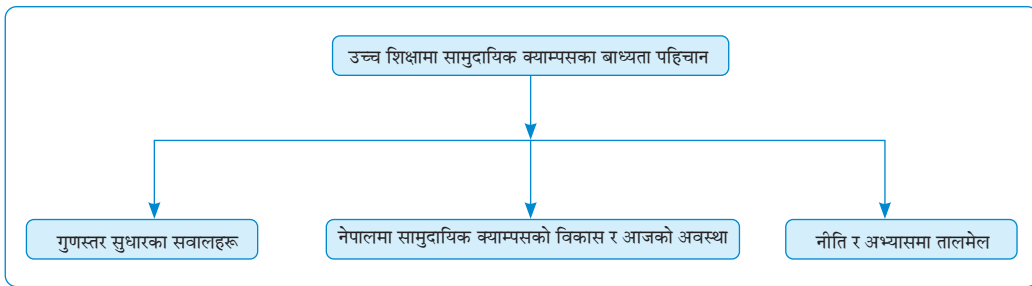 उच्च शिक्षामा सामुदायिक क्याम्पसका बाध्यता पहिचान
गुणस्तर सुधारका सवालहरू
नेपालमा सामुदायिक क्याम्पसको विकास र आजको अवस्था
नीति र अभ्यासमा तालमेल